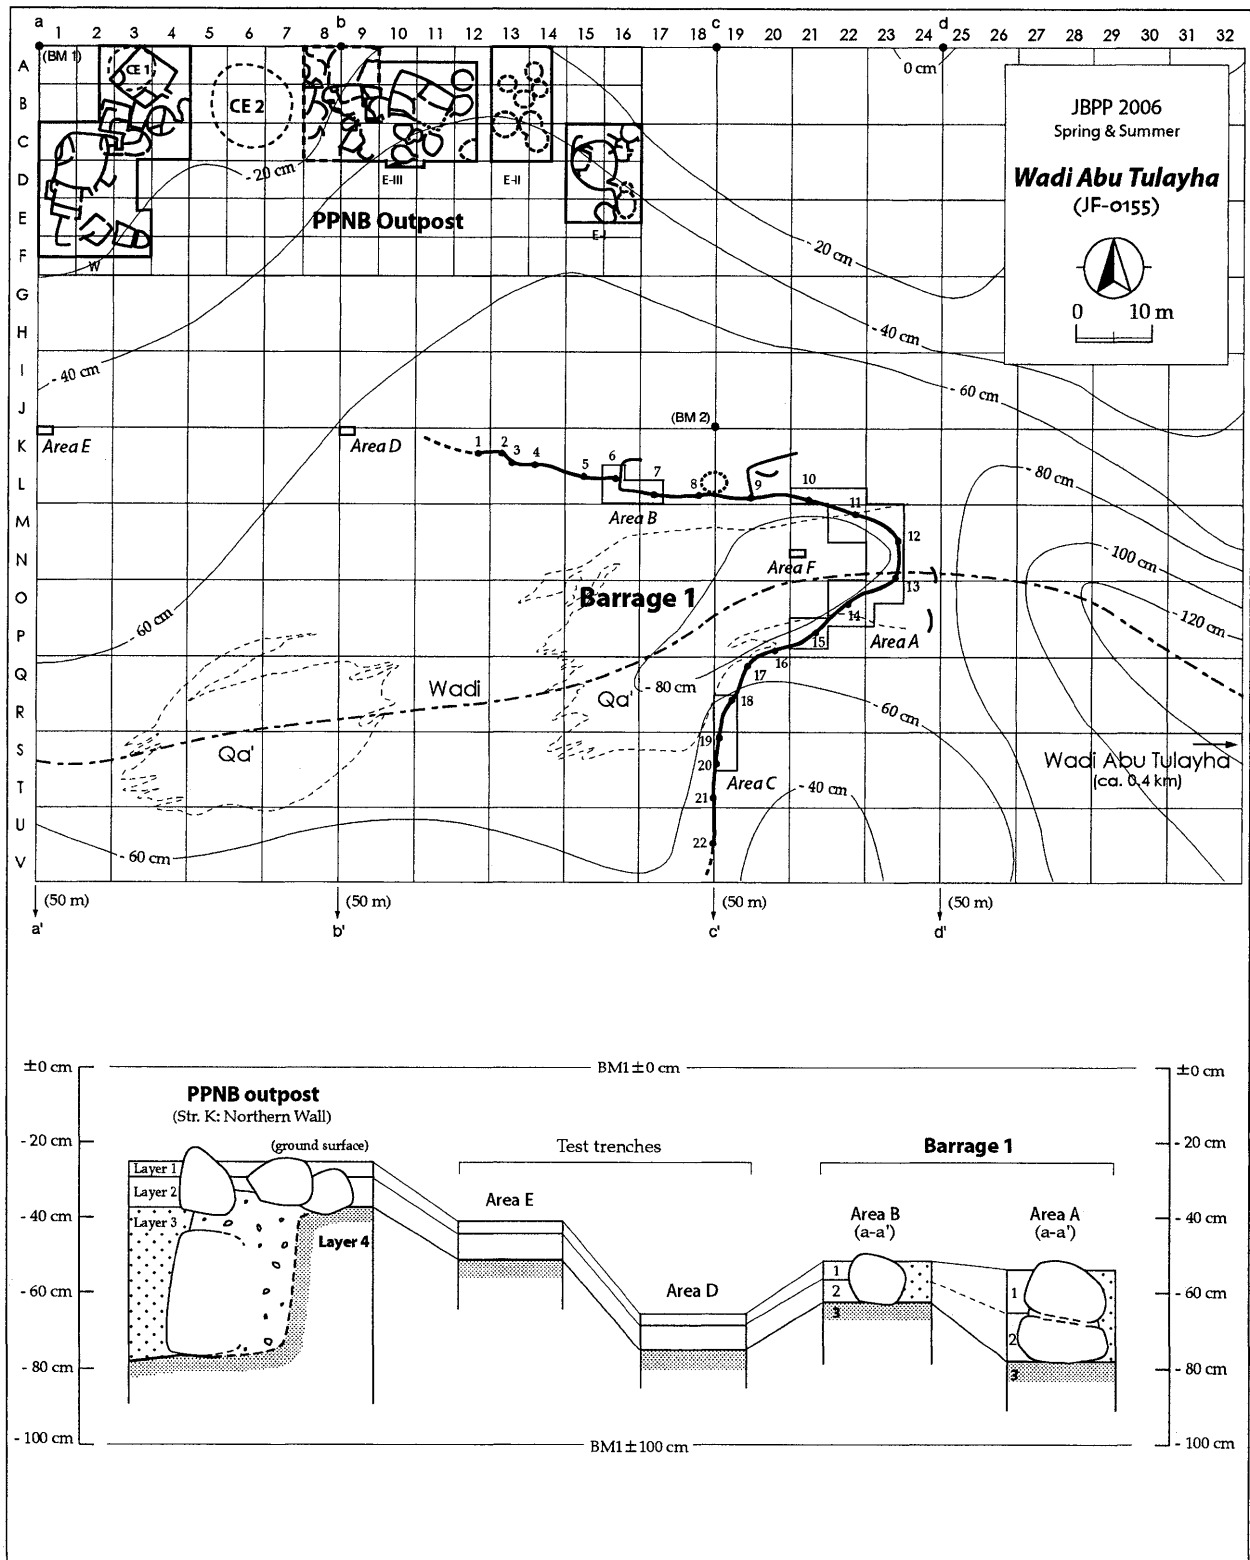 a b c d
1 2 3 4 5 6 7 8 9 10 11 12 13 14 15 16 17 18 19 20 21 22 23 24 25 26 27 28 29 30 31 32
(BM 1)
A
B
C
D
E
F
G
H
I
J
K
L
M
N
O
P
Q
R
S
T
U
V
CE 1
CE 2
E-III
E-II
E-I
W
PPNB Outpost
0 cm
- 20 cm
- 20 cm
- 40 cm
- 40 cm
- 60 cm
- 80 cm
- 100 cm
- 120 cm
JBPP 2006
Spring & Summer
Wadi Abu Tulayha
(JF-0155)
0 10 m
(BM 2)
Area E
Area D
1 2 3 4 5 6 7 8 9 10 11 12 13 14 15 16 17 18 19 20 21 22
Area B
Area F
Barrage 1
Area A
60 cm
Wadi
Qa'
- 80 cm
Qa'
- 60 cm
Area C
- 40 cm
Wadi Abu Tulayha
(ca. 0.4 km)
- 60 cm
(50 m) (50 m) (50 m) (50 m)
a' b' c' d'
±0 cm
BM1±0 cm
±0 cm
PPNB outpost
(Str. K: Northern Wall)
(ground surface)
Test trenches
Barrage 1
- 20 cm
- 20 cm
Layer 1
Layer 2
Layer 3
Layer 4
Area E
Area D
Area B
(a-a')
Area A
(a-a')
1
2
3
1
2
3
- 40 cm
- 40 cm
- 60 cm
- 60 cm
- 80 cm
- 80 cm
- 100 cm
BM1±100 cm
- 100 cm